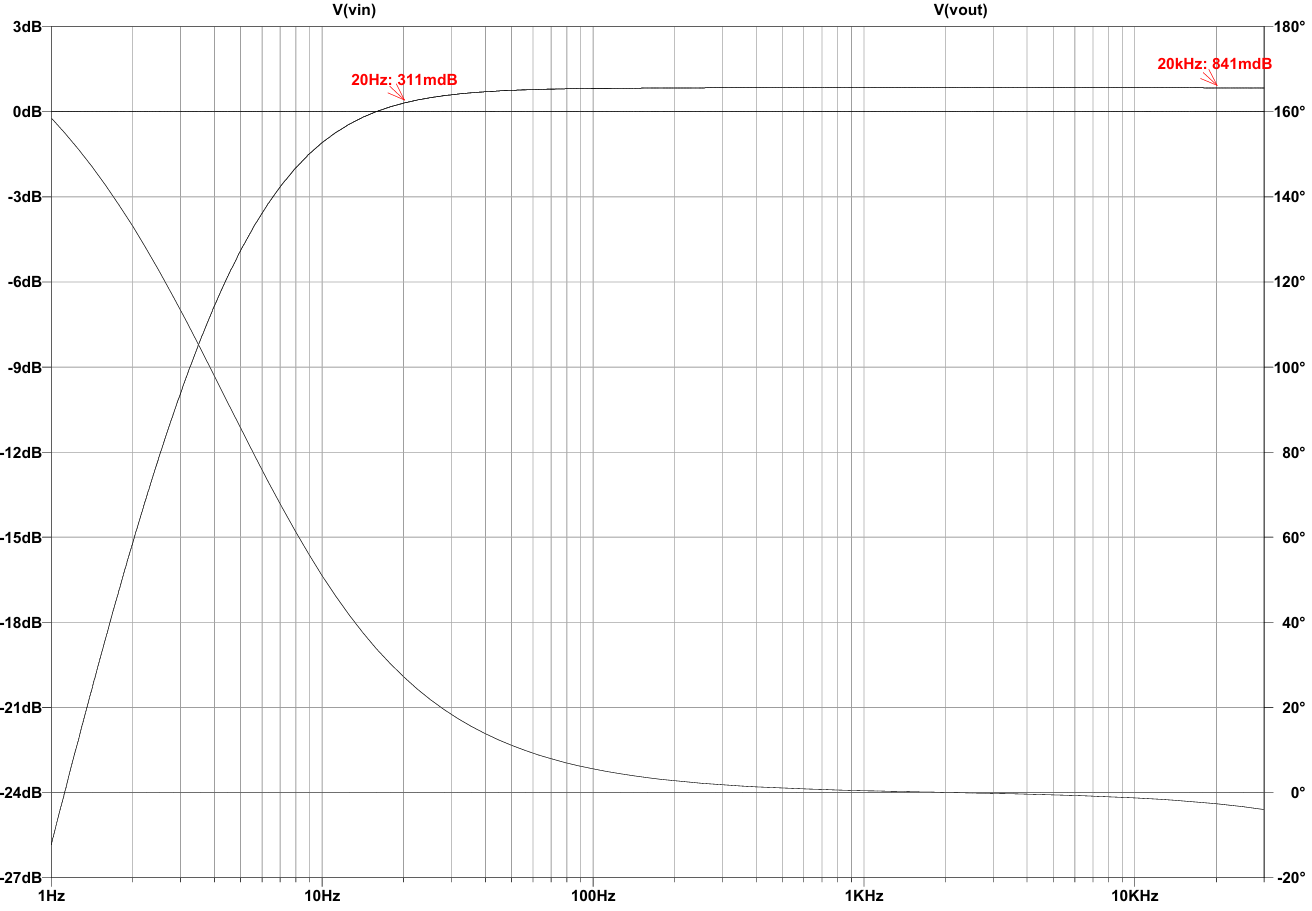 V(vin) V(vout)
3dB 180°
20Hz: 311mdB 20kHz: 841mdB
0dB 160°
-3dB 140°
-6dB 120°
-9dB 100°
-12dB 80°
-15dB 60°
-18dB 40°
-21dB 20°
-24dB 0°
-27dB -20°
1Hz 10Hz 100Hz 1KHz 10KHz